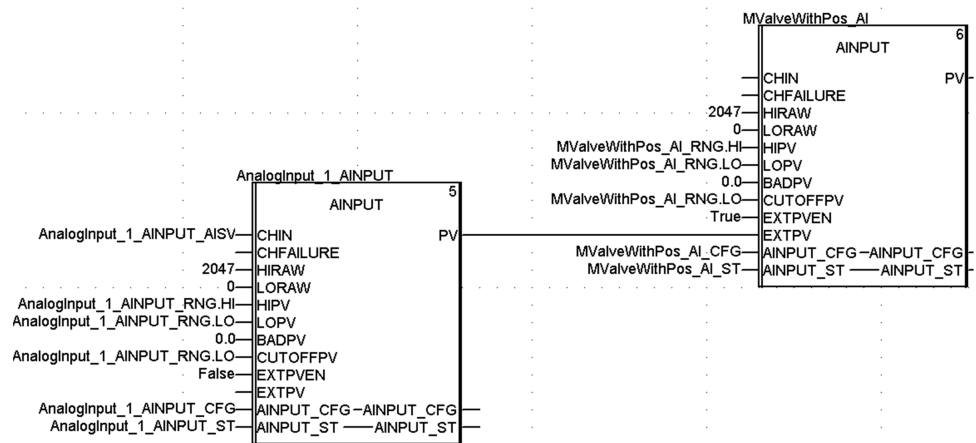 MValveWithPos_AI
6
AINPUT
CHIN PV
CHFAILURE
2047 HIRAW
0 LORAW
MValveWithPos_AI_RNG.HI HIPV
MValveWithPos_AI_RNG.LO LOPV
0.0 BADPV
MValveWithPos_AI_RNG.LO CUTOFFPV
True EXTPVEN
EXTPV
MValveWithPos_AI_CFG AINPUT_CFG AINPUT_CFG
MValveWithPos_AI_ST AINPUT_ST AINPUT_ST
AnalogInput_1_AINPUT
5
AINPUT
AnalogInput_1_AINPUT_AISV CHIN PV
CHFAILURE
2047 HIRAW
0 LORAW
AnalogInput_1_AINPUT_RNG.HI HIPV
AnalogInput_1_AINPUT_RNG.LO LOPV
0.0 BADPV
AnalogInput_1_AINPUT_RNG.LO CUTOFFPV
False EXTPVEN
EXTPV
AnalogInput_1_AINPUT_CFG AINPUT_CFG AINPUT_CFG
AnalogInput_1_AINPUT_ST AINPUT_ST AINPUT_ST